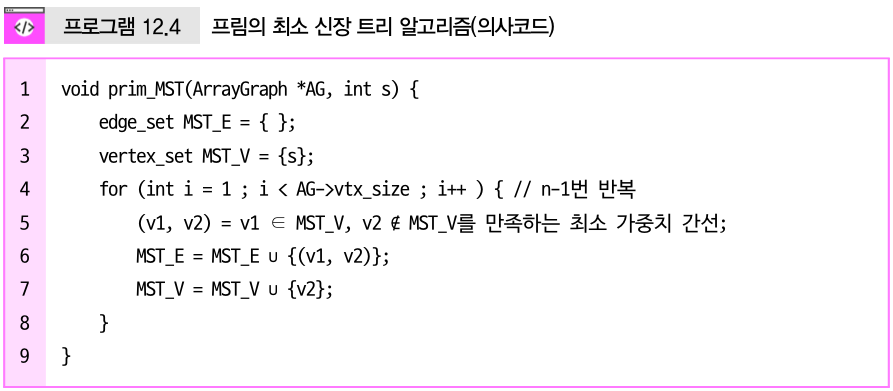 </> 프로그램 12.4 프림의 최소 신장 트리 알고리즘(의사코드)
1 void prim_MST(ArrayGraph *AG, int s) {
2 edge_set MST_E = { };
3 vertex_set MST_V = {s};
4 for (int i = 1 ; i < AG->vtx_size ; i++ ) { // n-1번 반복
5 (v1, v2) = v1 ∈ MST_V, v2 ∉ MST_V를 만족하는 최소 가중치 간선;
6 MST_E = MST_E ∪ {(v1, v2)};
7 MST_V = MST_V ∪ {v2};
8 }
9 }